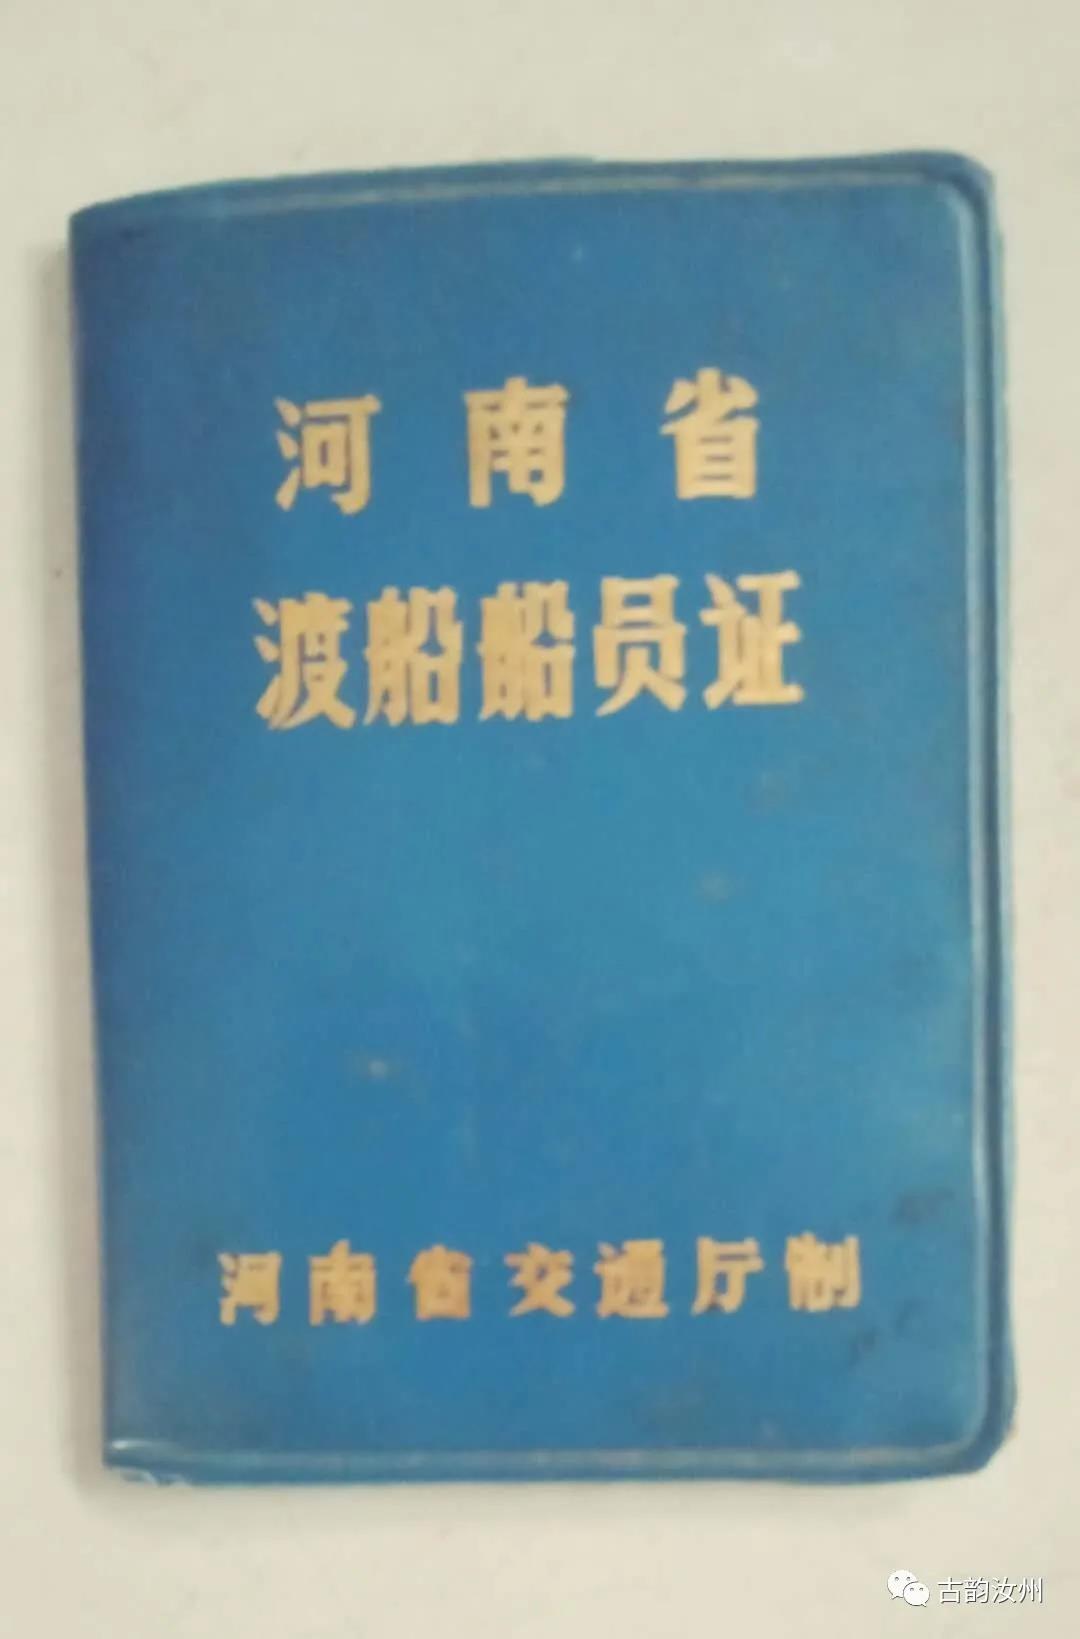 河南省
渡船船员证
河南省交通厅制
古韵汝州